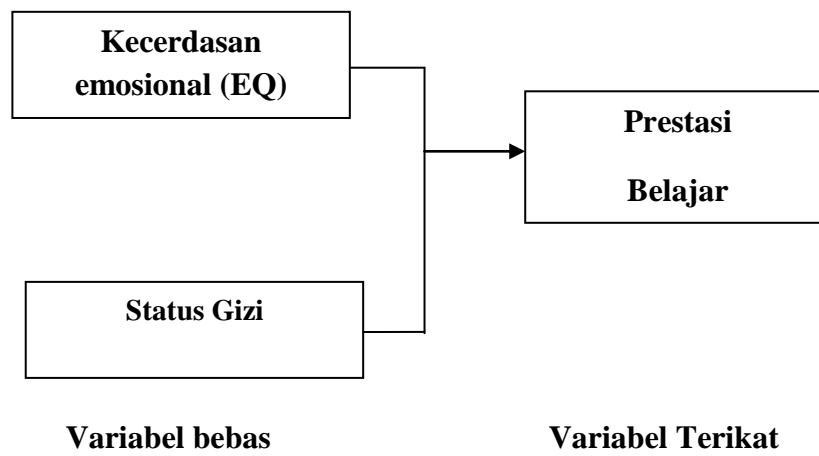 Kecerdasan
emosional (EQ)
Prestasi
Belajar
Status Gizi
Variabel bebas
Variabel Terikat